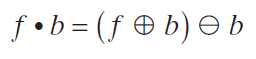 f • b = (f ⊕ b) ⊖ b